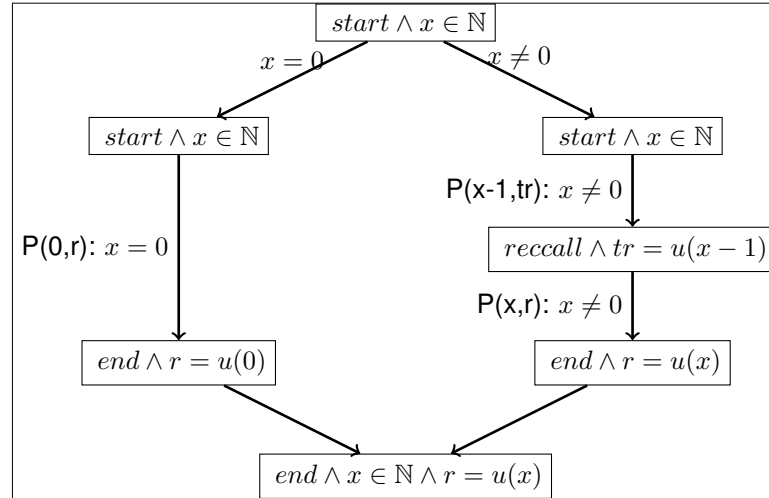 start ∧ x ∈ ℕ
x = 0
x ≠ 0
start ∧ x ∈ ℕ
start ∧ x ∈ ℕ
P(x-1,tr): x ≠ 0
P(0,r): x = 0
reccall ∧ tr = u(x − 1)
P(x,r): x ≠ 0
end ∧ r = u(0)
end ∧ r = u(x)
end ∧ x ∈ ℕ ∧ r = u(x)